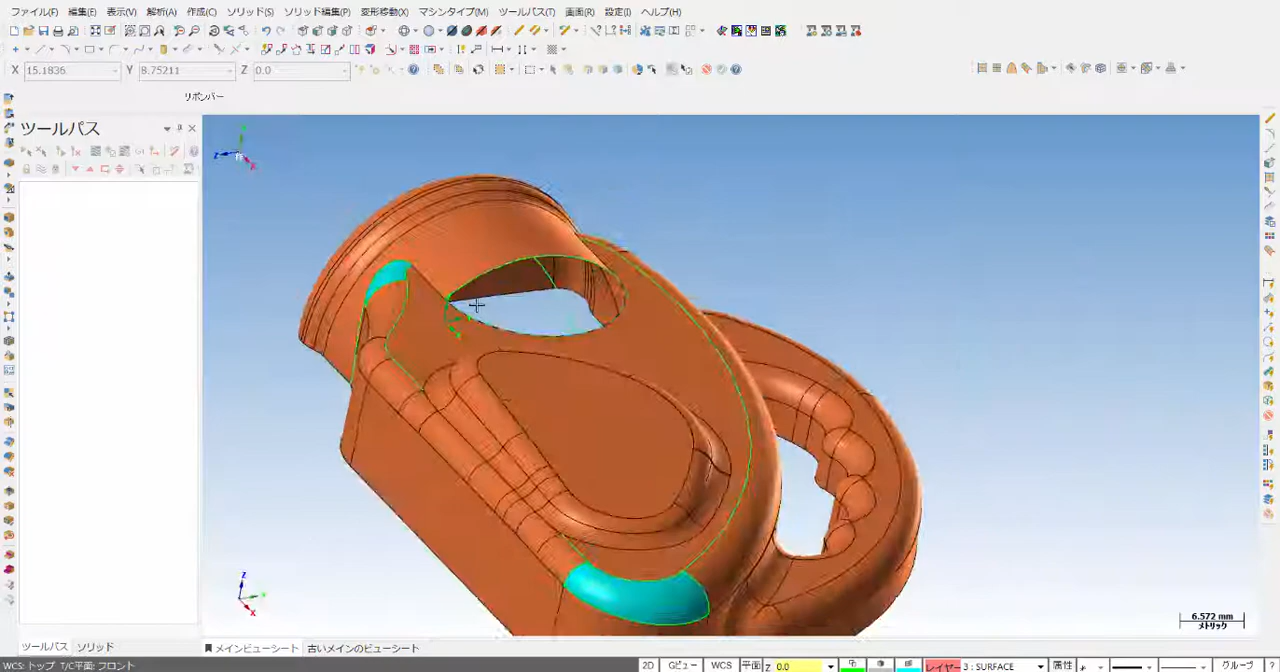 ファイル(F) 編集(E) 表示(V) 解析(A) 作成(C) ソリッド(S) ソリッド編集(P) 変形移動(X) マシンタイプ(M) ツールパス(T) 画面(R) 設定(I) ヘルプ(H)
X 15.1836 Y 8.75211 Z 0.0
リボンバー
ツールパス
Z X
Z X
6.572 mm
メトリック
ツールパス ソリッド メインビューシート 古いメインのビューシート
WCS: トップ T/C平面: フロント 2D Gビュー WCS 平面 Z 0.0 レイヤー 3 : SURFACE 属性 グループ